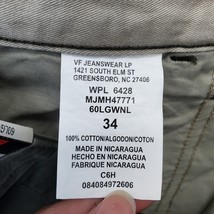 VF JEANSWEAR LP
1421 SOUTH ELM ST
GREENSBORO, NC 27406
WPL 6428
MJMH47771
60LGWNL
34
100% COTTON/ALGODON/COTON
MADE IN NICARAGUA
HECHO EN NICARAGUA
FABRIQUE NICARAGUA
C6H
084084972606